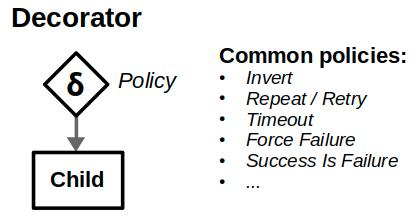 Decorator
δ
Policy
Child
Common policies:
• Invert
• Repeat / Retry
• Timeout
• Force Failure
• Success Is Failure
• ...